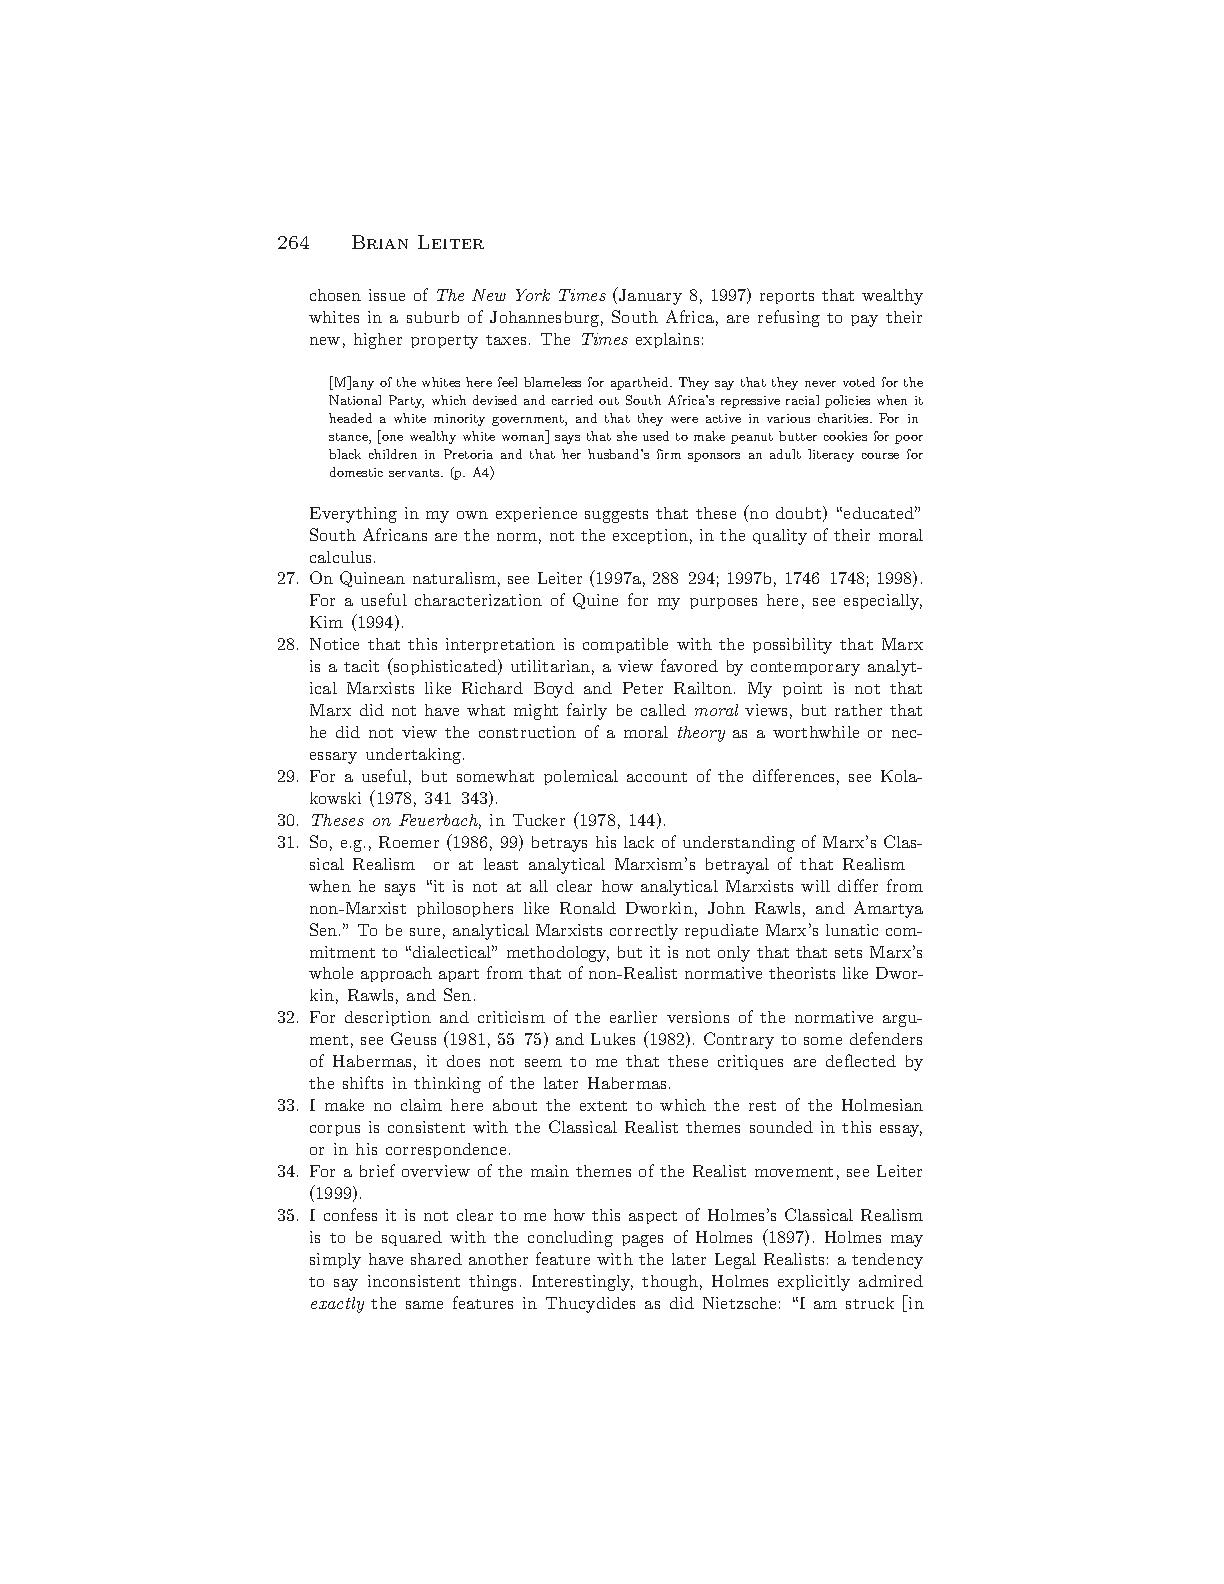 264 Brian Leiter
chosen issue of The New York Times (January 8, 1997) reports that wealthy
whites in a suburb of Johannesburg, South Africa, are refusing to pay their
new, higher property taxes. The Times explains:
[M]any of the whites here feel blameless for apartheid. They say that they never voted for the
National Party, which devised and carried out South Africa's repressive racial policies when it
headed a white minority government, and that they were active in various charities. For in
stance, [one wealthy white woman] says that she used to make peanut butter cookies for poor
black children in Pretoria and that her husband's firm sponsors an adult literacy course for
domestic servants. (p. A4)
Everything in my own experience suggests that these (no doubt) “educated”
South Africans are the norm, not the exception, in the quality of their moral
calculus.
27. On Quinean naturalism, see Leiter (1997a, 288 294; 1997b, 1746 1748; 1998).
For a useful characterization of Quine for my purposes here, see especially,
Kim (1994).
28. Notice that this interpretation is compatible with the possibility that Marx
is a tacit (sophisticated) utilitarian, a view favored by contemporary analyt-
ical Marxists like Richard Boyd and Peter Railton. My point is not that
Marx did not have what might fairly be called moral views, but rather that
he did not view the construction of a moral theory as a worthwhile or nec-
essary undertaking.
29. For a useful, but somewhat polemical account of the differences, see Kola-
kowski (1978, 341 343).
30. Theses on Feuerbach, in Tucker (1978, 144).
31. So, e.g., Roemer (1986, 99) betrays his lack of understanding of Marx's Clas-
sical Realism or at least analytical Marxism's betrayal of that Realism
when he says “it is not at all clear how analytical Marxists will differ from
non-Marxist philosophers like Ronald Dworkin, John Rawls, and Amartya
Sen.” To be sure, analytical Marxists correctly repudiate Marx's lunatic com-
mitment to “dialectical” methodology, but it is not only that that sets Marx's
whole approach apart from that of non-Realist normative theorists like Dwor-
kin, Rawls, and Sen.
32. For description and criticism of the earlier versions of the normative argu-
ment, see Geuss (1981, 55 75) and Lukes (1982). Contrary to some defenders
of Habermas, it does not seem to me that these critiques are deflected by
the shifts in thinking of the later Habermas.
33. I make no claim here about the extent to which the rest of the Holmesian
corpus is consistent with the Classical Realist themes sounded in this essay,
or in his correspondence.
34. For a brief overview of the main themes of the Realist movement, see Leiter
(1999).
35. I confess it is not clear to me how this aspect of Holmes's Classical Realism
is to be squared with the concluding pages of Holmes (1897). Holmes may
simply have shared another feature with the later Legal Realists: a tendency
to say inconsistent things. Interestingly, though, Holmes explicitly admired
exactly the same features in Thucydides as did Nietzsche: “I am struck [in